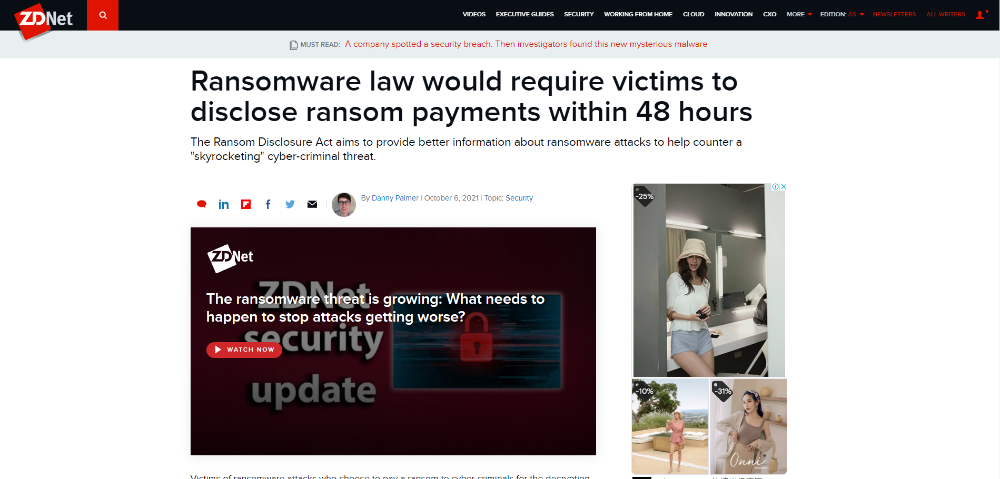 ZDNet
VIDEOS EXECUTIVE GUIDES SECURITY WORKING FROM HOME CLOUD INNOVATION CXO MORE EDITION: AS NEWSLETTERS ALL WRITERS
MUST READ: A company spotted a security breach. Then investigators found this new mysterious malware
Ransomware law would require victims to
disclose ransom payments within 48 hours
The Ransom Disclosure Act aims to provide better information about ransomware attacks to help counter a
"skyrocketing" cyber-criminal threat.
By Danny Palmer | October 6, 2021 | Topic: Security
ZDNet
ZDNet
security
update
The ransomware threat is growing: What needs to
happen to stop attacks getting worse?
WATCH NOW
Victims of ransomware attacks who choose to pay a ransom to cyber criminals for the decryption
-25%
-10%
-31%
Onni